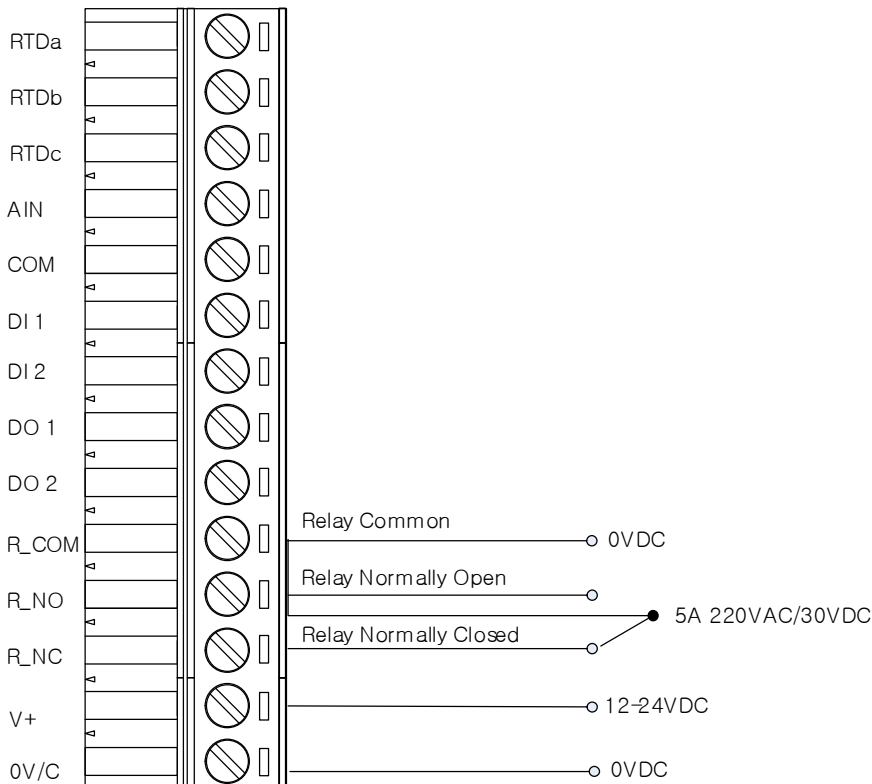 RTDa
RTDb
RTDc
AIN
COM
DI 1
DI 2
DO 1
DO 2
R_COM
Relay Common
0VDC
R_NO
Relay Normally Open
5A 220VAC/30VDC
R_NC
Relay Normally Closed
V+
12-24VDC
0V/C
0VDC